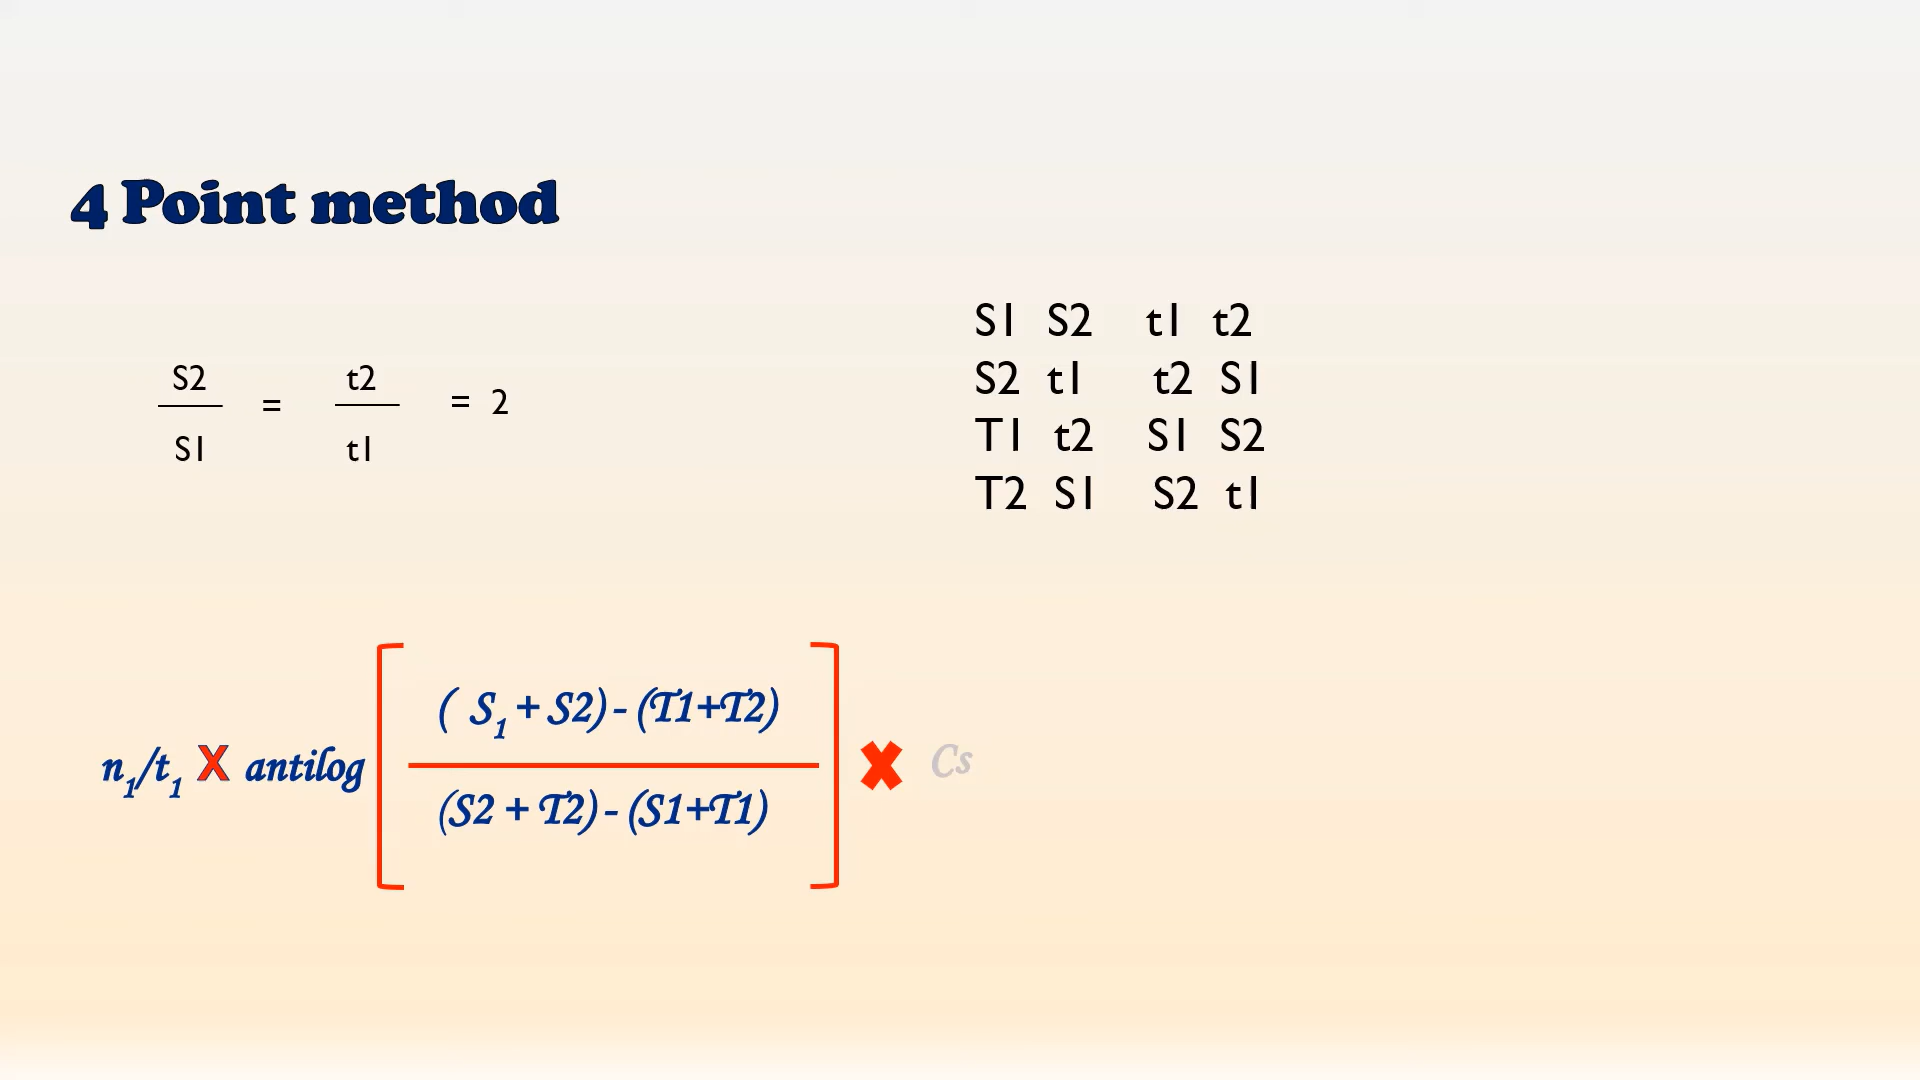 4 Point method
S2
S1
=
t2
t1
= 2
S1 S2 t1 t2
S2 t1 t2 S1
T1 t2 S1 S2
T2 S1 S2 t1
n1/t1 X antilog
( S1 + S2) - (T1+T2)
(S2 + T2) - (S1+T1)
X Cs